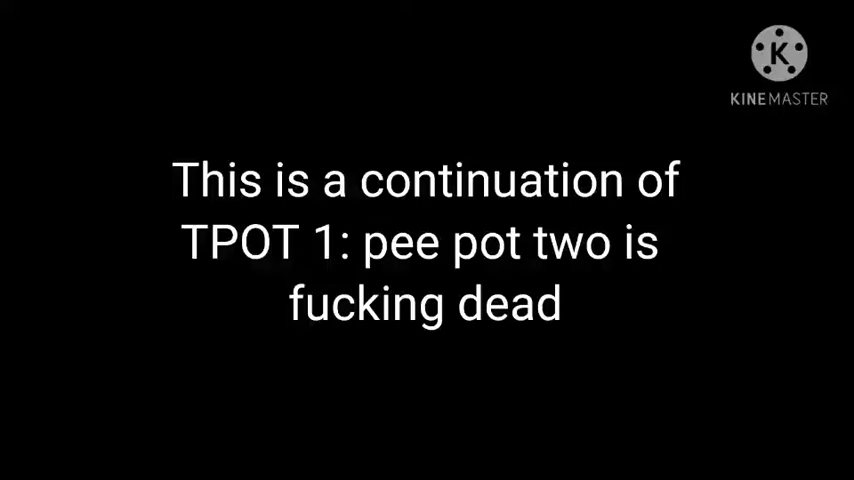 KINEMASTER
This is a continuation of
TPOT 1: pee pot two is
fucking dead